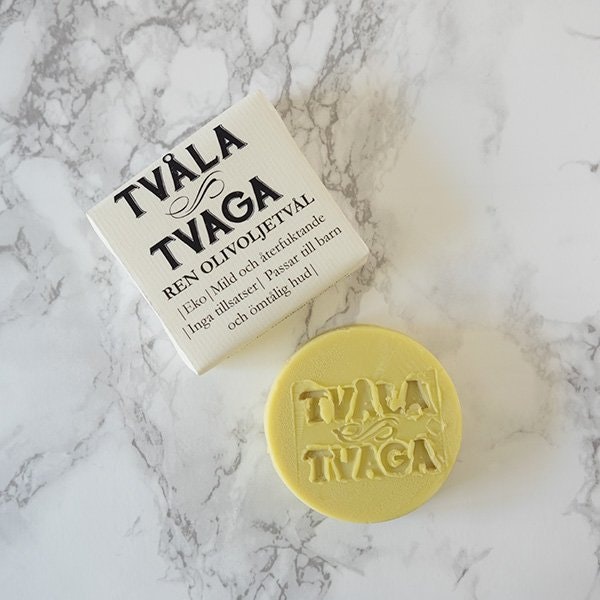 TVÅLA
TVAGA
REN OLIVOLJETVÅL
|Eko|Mild och återfuktande
|Inga tillsatser| Passar till barn
och ömtålig hud|
TVÅLA
TVAGA